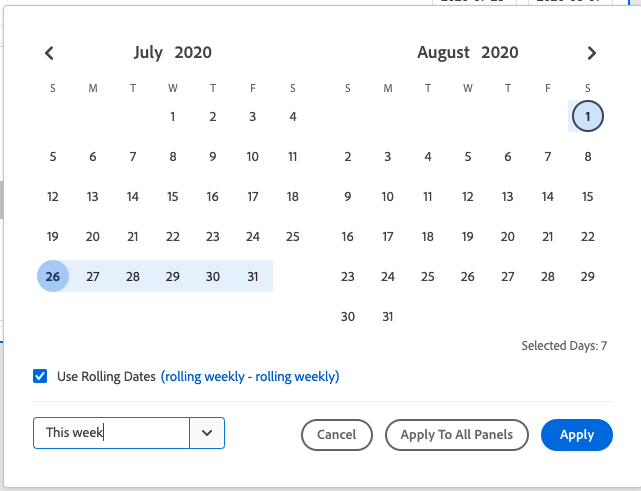 July 2020
August 2020
S M T W T F S
S M T W T F S
1 2 3 4
1
5 6 7 8 9 10 11
2 3 4 5 6 7 8
12 13 14 15 16 17 18
9 10 11 12 13 14 15
19 20 21 22 23 24 25
16 17 18 19 20 21 22
26 27 28 29 30 31
23 24 25 26 27 28 29
30 31
Selected Days: 7
Use Rolling Dates (rolling weekly - rolling weekly)
This week
Cancel
Apply To All Panels
Apply